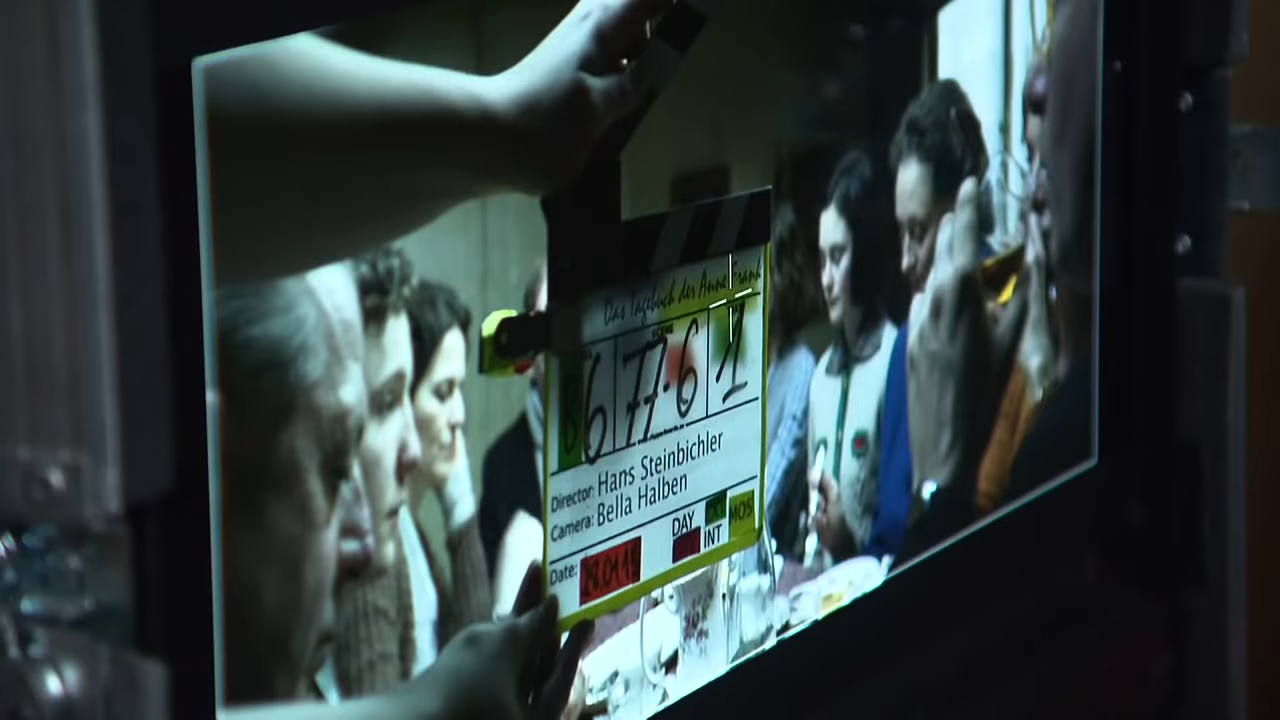 Das Tagebuch der Anne Frank
SCENE
6 77.6 1
Director: Hans Steinbichler
Camera: Bella Halben
DAY MOS
INT
Date: